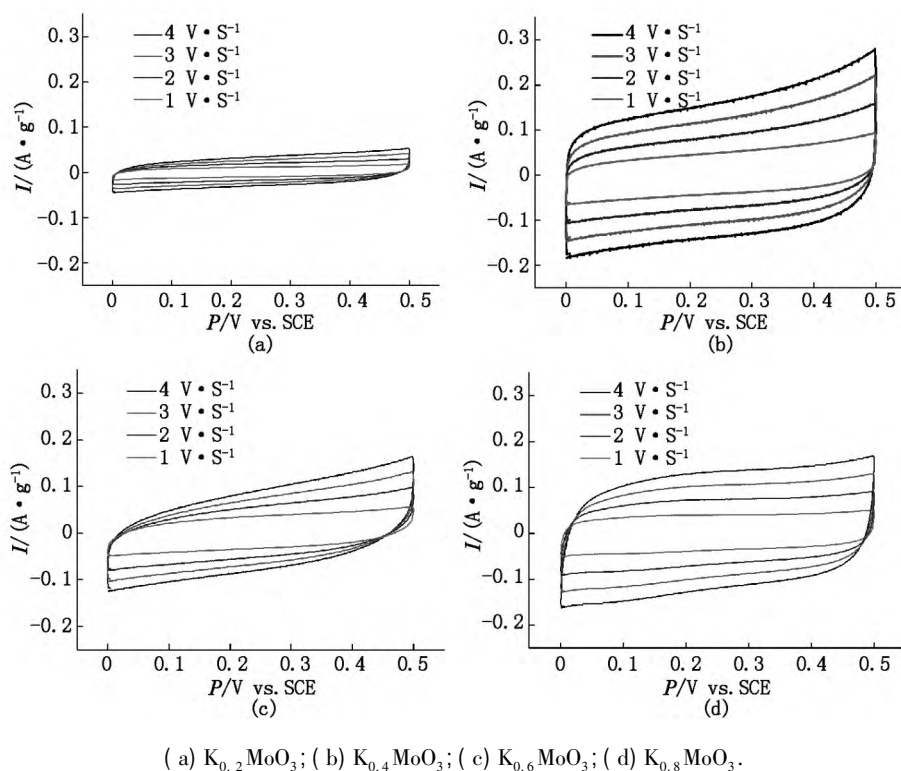 0.3
0.2
0.1
0
-0.1
-0.2
I/(A•g⁻¹)
4 V•S⁻¹
3 V•S⁻¹
2 V•S⁻¹
1 V•S⁻¹
0 0.1 0.2 0.3 0.4 0.5
P/V vs. SCE
(a)
0.3
0.2
0.1
0
-0.1
-0.2
I/(A•g⁻¹)
4 V•S⁻¹
3 V•S⁻¹
2 V•S⁻¹
1 V•S⁻¹
0 0.1 0.2 0.3 0.4 0.5
P/V vs. SCE
(b)
0.3
0.2
0.1
0
-0.1
-0.2
I/(A•g⁻¹)
4 V•S⁻¹
3 V•S⁻¹
2 V•S⁻¹
1 V•S⁻¹
0 0.1 0.2 0.3 0.4 0.5
P/V vs. SCE
(c)
0.3
0.2
0.1
0
-0.1
-0.2
I/(A•g⁻¹)
4 V•S⁻¹
3 V•S⁻¹
2 V•S⁻¹
1 V•S⁻¹
0 0.1 0.2 0.3 0.4 0.5
P/V vs. SCE
(d)
(a) K₀.₂MoO₃; (b) K₀.₄MoO₃; (c) K₀.₆MoO₃; (d) K₀.₈MoO₃.